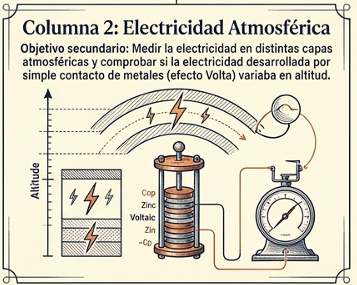 Columna 2: Electricidad Atmosférica
Objetivo secundario: Medir la electricidad en distintas capas
atmosféricas y comprobar si la electricidad desarrollada por
simple contacto de metales (efecto Volta) variaba en altitud.
Altitude
Cop
Zinc
Voltaic
Zin
-Cp